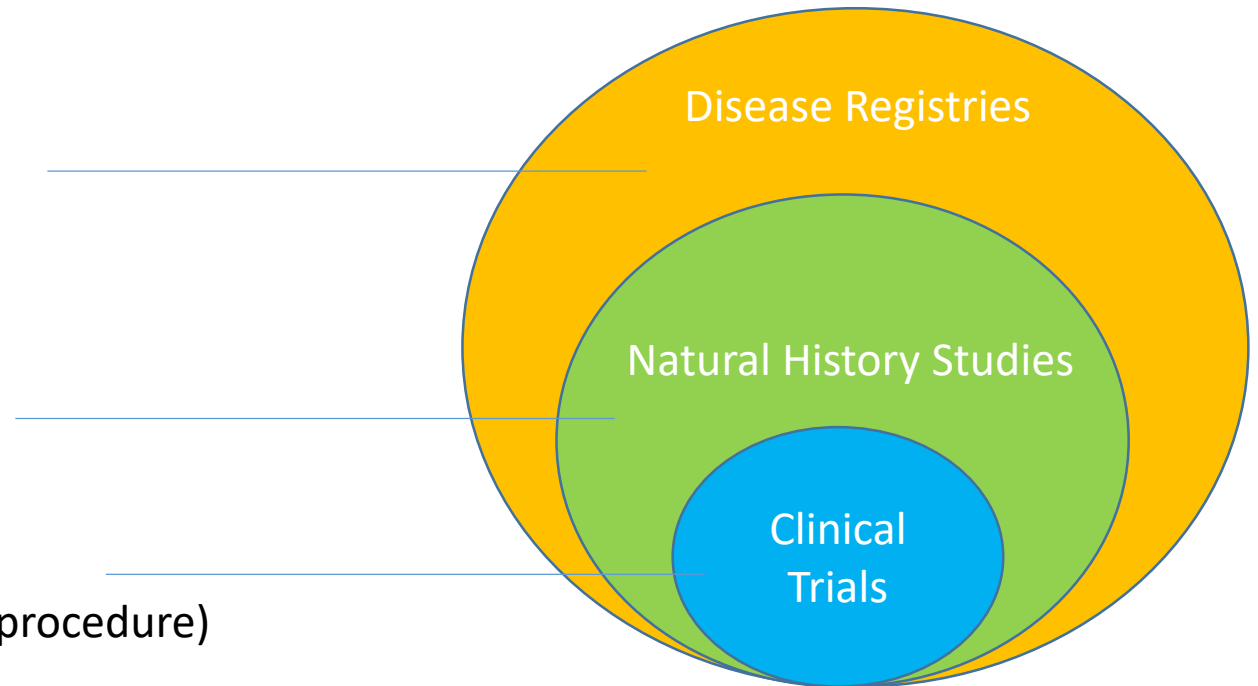 Disease Registries
Natural History Studies
Clinical
Trials
procedure)